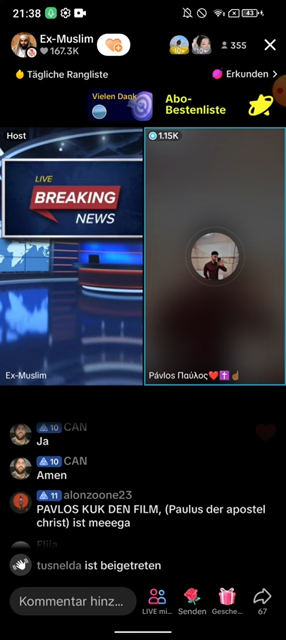 21:38
43
Ex-Muslim
167.3K
355
Tägliche Rangliste
Erkunden
Vielen Dank
Abo-
Bestenliste
Host
1.15K
LIVE
BREAKING
NEWS
Ex-Muslim
Pávlos Παύλος❤️✝️☝🏾
10 CAN
Ja
10 CAN
Amen
11 alonzoone23
PAVLOS KUK DEN FILM, (Paulus der apostel
christ) ist meeega
tusnelda ist beigetreten
Kommentar hinz...
LIVE mi...
Senden
Gesche...
67